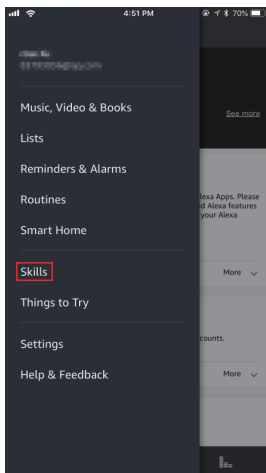 4:51 PM
70%
Music, Video & Books
See more
Lists
Reminders & Alarms
Routines
lexa Apps. Please
d Alexa features
your Alexa
Smart Home
Skills
More
Things to Try
Settings
counts.
Help & Feedback
More